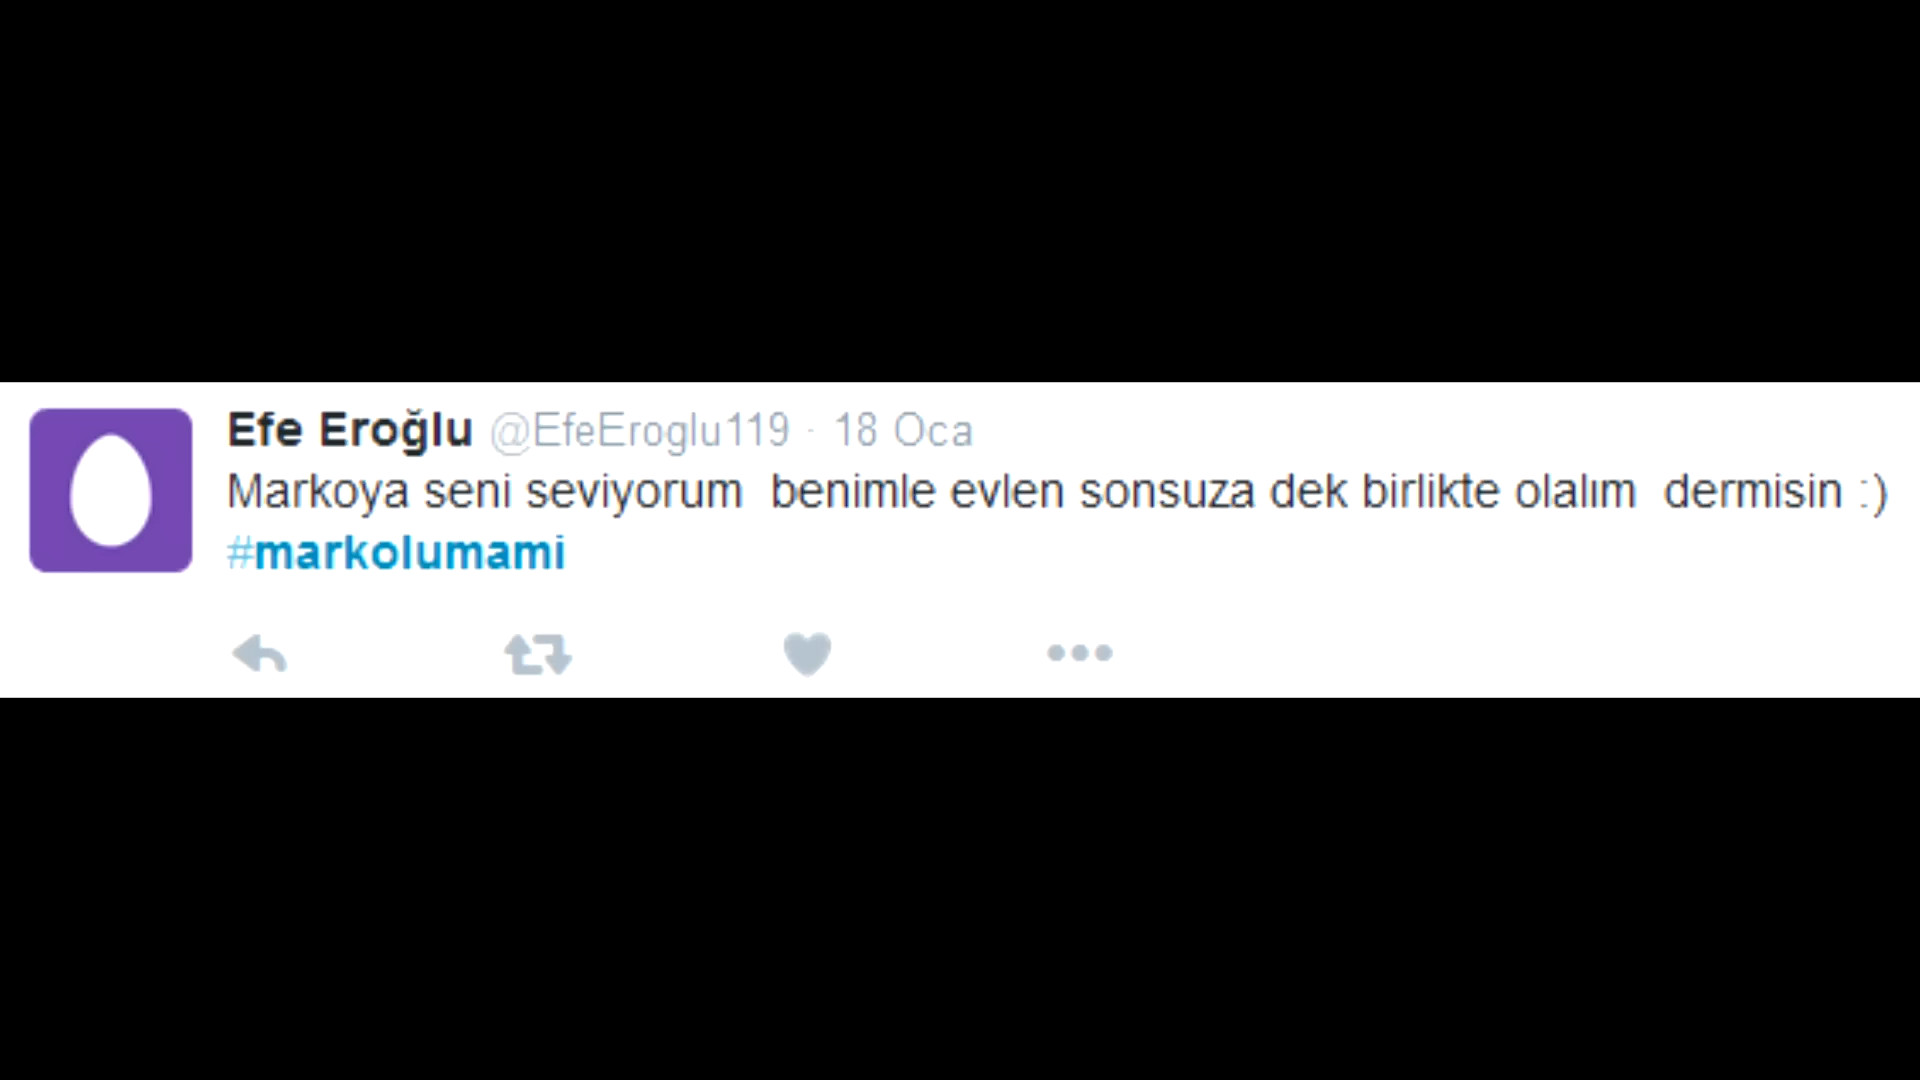 Efe Eroğlu @EfeEroglu119 · 18 Oca
Markoya seni seviyorum benimle evlen sonsuza dek birlikte olalım dermisin :)
#markolumami